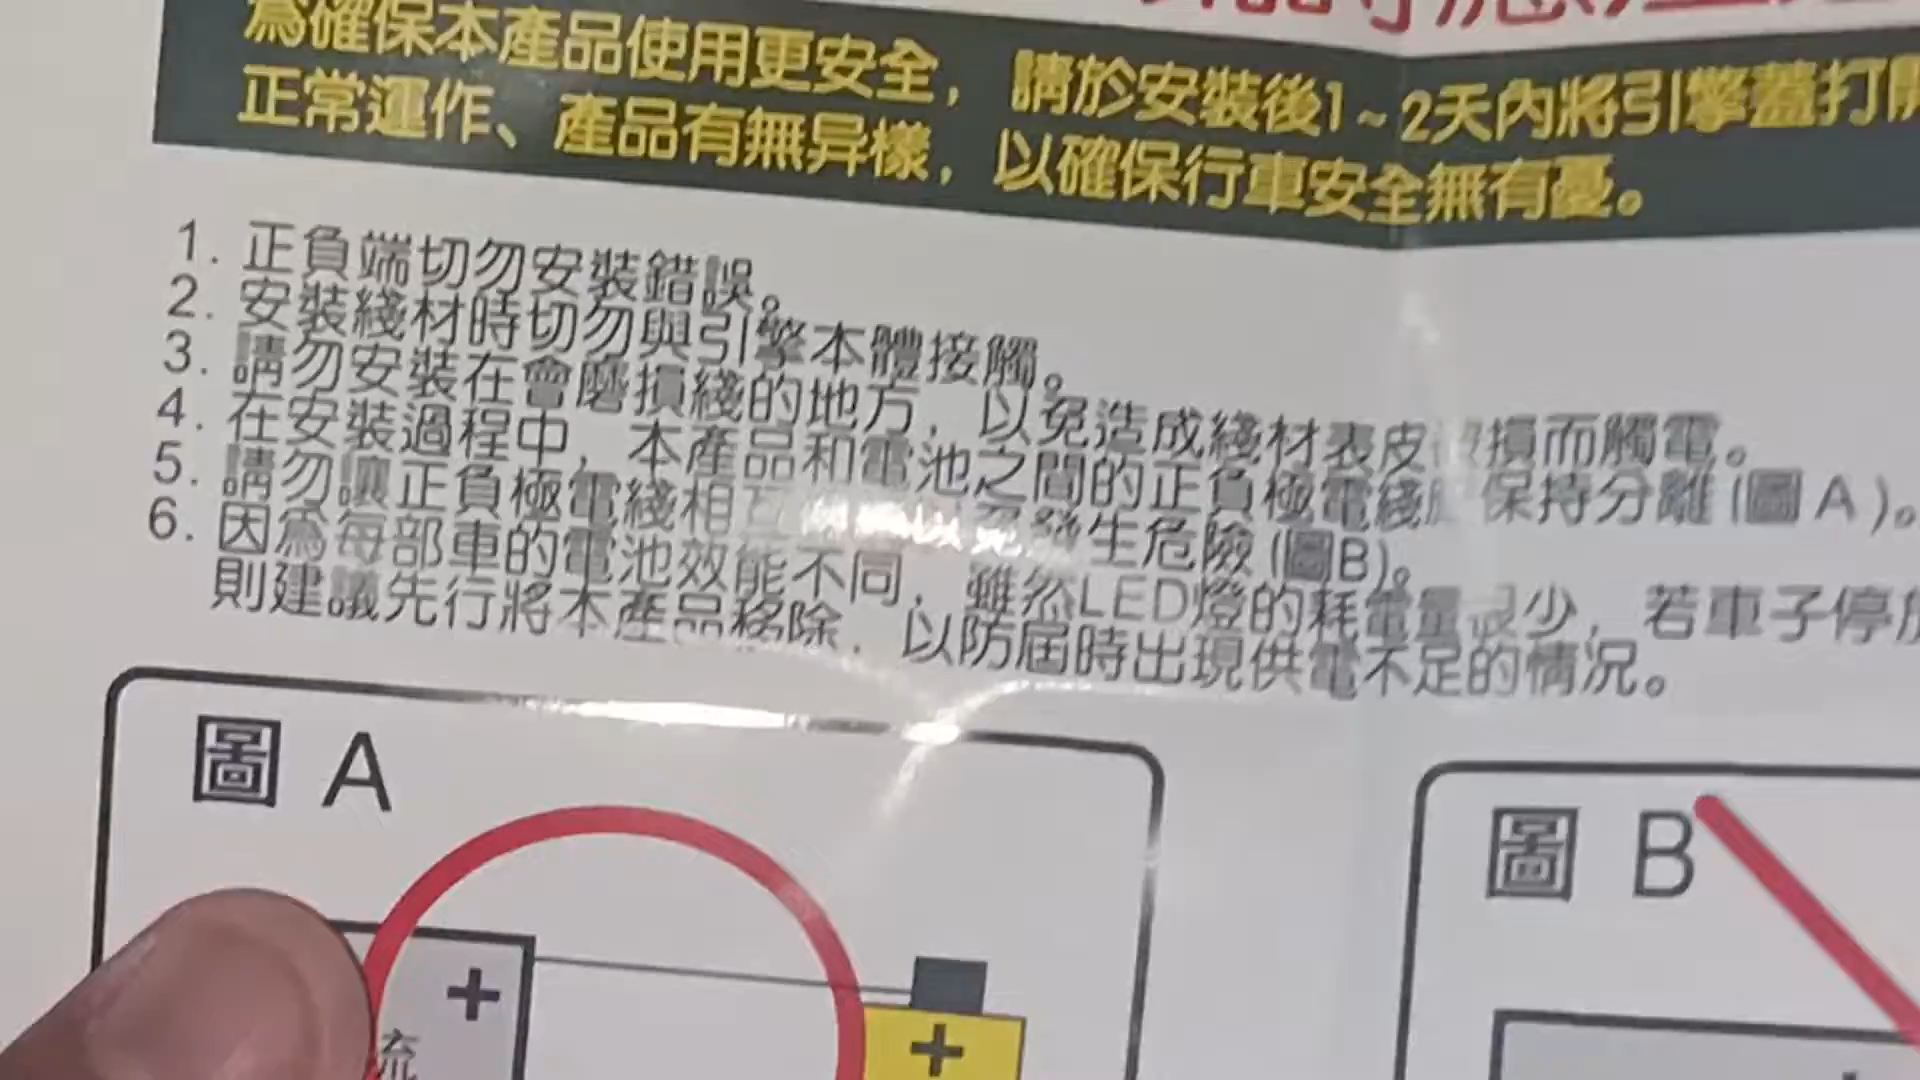 為確保本產品使用更安全，請於安裝後1~2天內將引擎蓋打開
正常運作、產品有無异樣，以確保行車安全無有憂。
1. 正負端切勿安裝錯誤。
2. 安裝綫材時切勿與引擎本體接觸。
3. 請勿安裝在會磨損綫的地方，以免造成綫材表皮 損而觸電。
4. 在安裝過程中，本產品和電池之間的正負極電綫 保持分離(圖A)。
5. 請勿讓正負極電綫相互 以免發生危險(圖B)。
6. 因為每部車的電池效能不同，雖然LED燈的耗電量很少，若車子停放
則建議先行將本產品移除，以防屆時出現供電不足的情況。
圖 A
圖 B
+
+
流